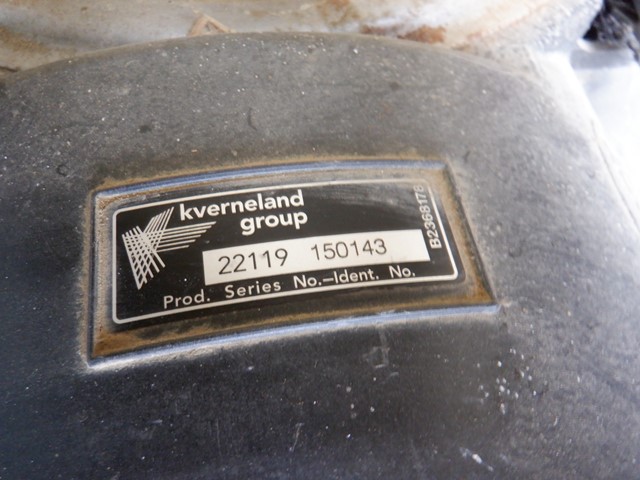 kverneland
group
22119 150143
Prod. Series No.-Ident. No.
B2368178